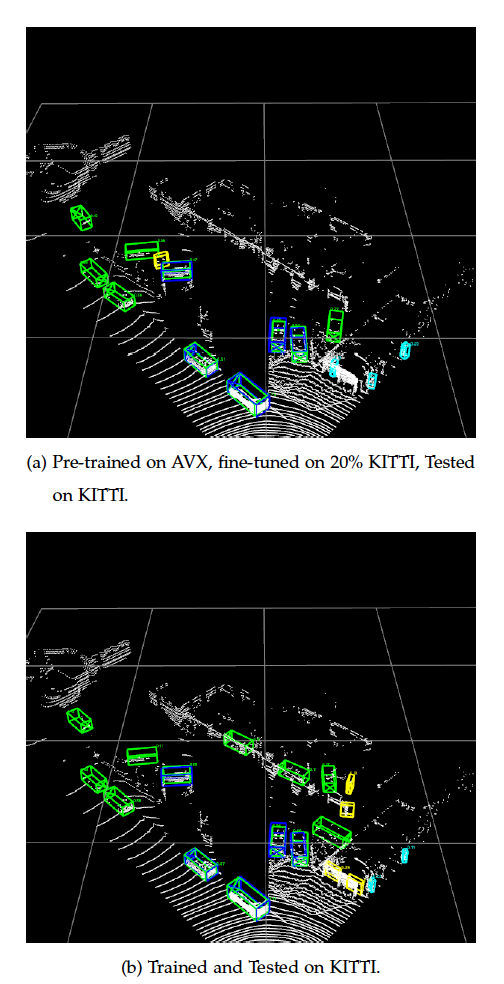 (a) Pre-trained on AVX, fine-tuned on 20% KITTI, Tested
on KITTI.
(b) Trained and Tested on KITTI.